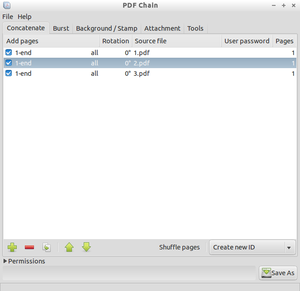 PDF Chain
File Help
Concatenate Burst Background / Stamp Attachment Tools
Add pages Rotation Source file User password Pages
1-end all 0° 1.pdf 1
1-end all 0° 2.pdf 1
1-end all 0° 3.pdf 1
Shuffle pages Create new ID
Permissions
Save As